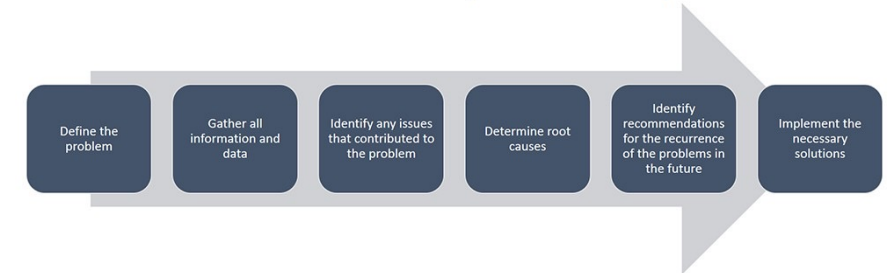 Define the
problem
Gather all
information and
data
Identify any issues
that contributed to
the problem
Determine root
causes
Identify
recommendations
for the recurrence
of the problems in
the future
Implement the
necessary
solutions